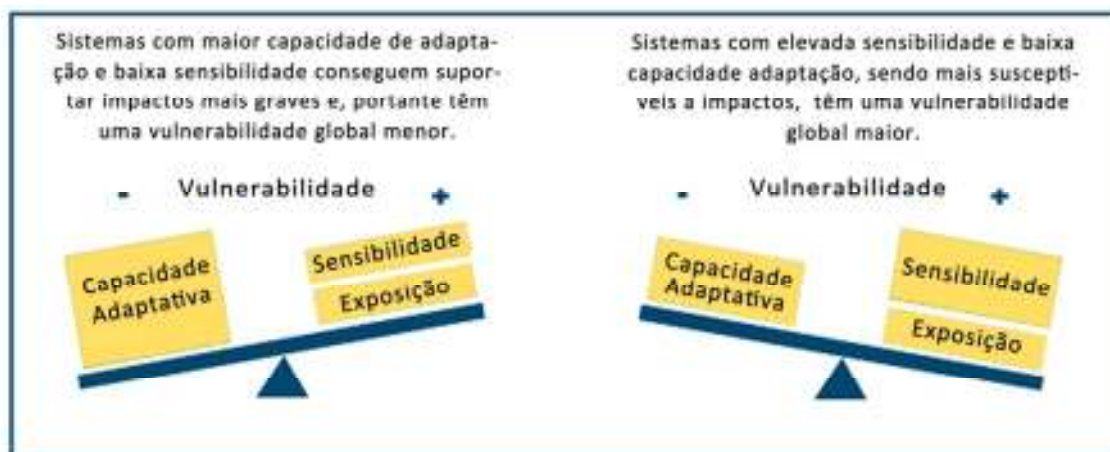 Sistemas com maior capacidade de adapta-
ção e baixa sensibilidade conseguem supor-
tar impactos mais graves e, portante têm
uma vulnerabilidade global menor.
- Vulnerabilidade +
Capacidade
Adaptativa
Sensibilidade
Exposição
Sistemas com elevada sensibilidade e baixa
capacidade adaptação, sendo mais suscepti-
veis a impactos, têm uma vulnerabilidade
global maior.
- Vulnerabilidade +
Capacidade
Adaptativa
Sensibilidade
Exposição